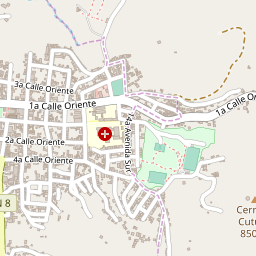 3a Calle Oriente
1a Calle Oriente
1a Calle Orien
4a Avenida Sur
2a Calle Oriente
4a Calle Oriente
N 8
Cerr
Cutu
850